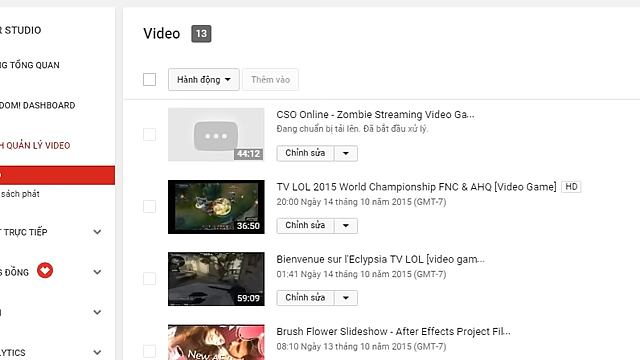 R STUDIO
NG TỔNG QUAN
DOM! DASHBOARD
H QUẢN LÝ VIDEO
O
sách phát
T TRỰC TIẾP
G ĐỒNG
LYTICS
Video 13
Hành động Thêm vào
CSO Online - Zombie Streaming Video Ga...
Đang chuẩn bị tải lên. Đã bắt đầu xử lý.
44:12
Chỉnh sửa
TV LOL 2015 World Championship FNC & AHQ [Video Game] HD
20:00 Ngày 14 tháng 10 năm 2015 (GMT-7)
36:50
Chỉnh sửa
Bienvenue sur l'Eclypsia TV LOL [video gam...
01:41 Ngày 14 tháng 10 năm 2015 (GMT-7)
59:09
Chỉnh sửa
Brush Flower Slideshow - After Effects Project Fil...
08:10 Ngày 13 tháng 10 năm 2015 (GMT-7)